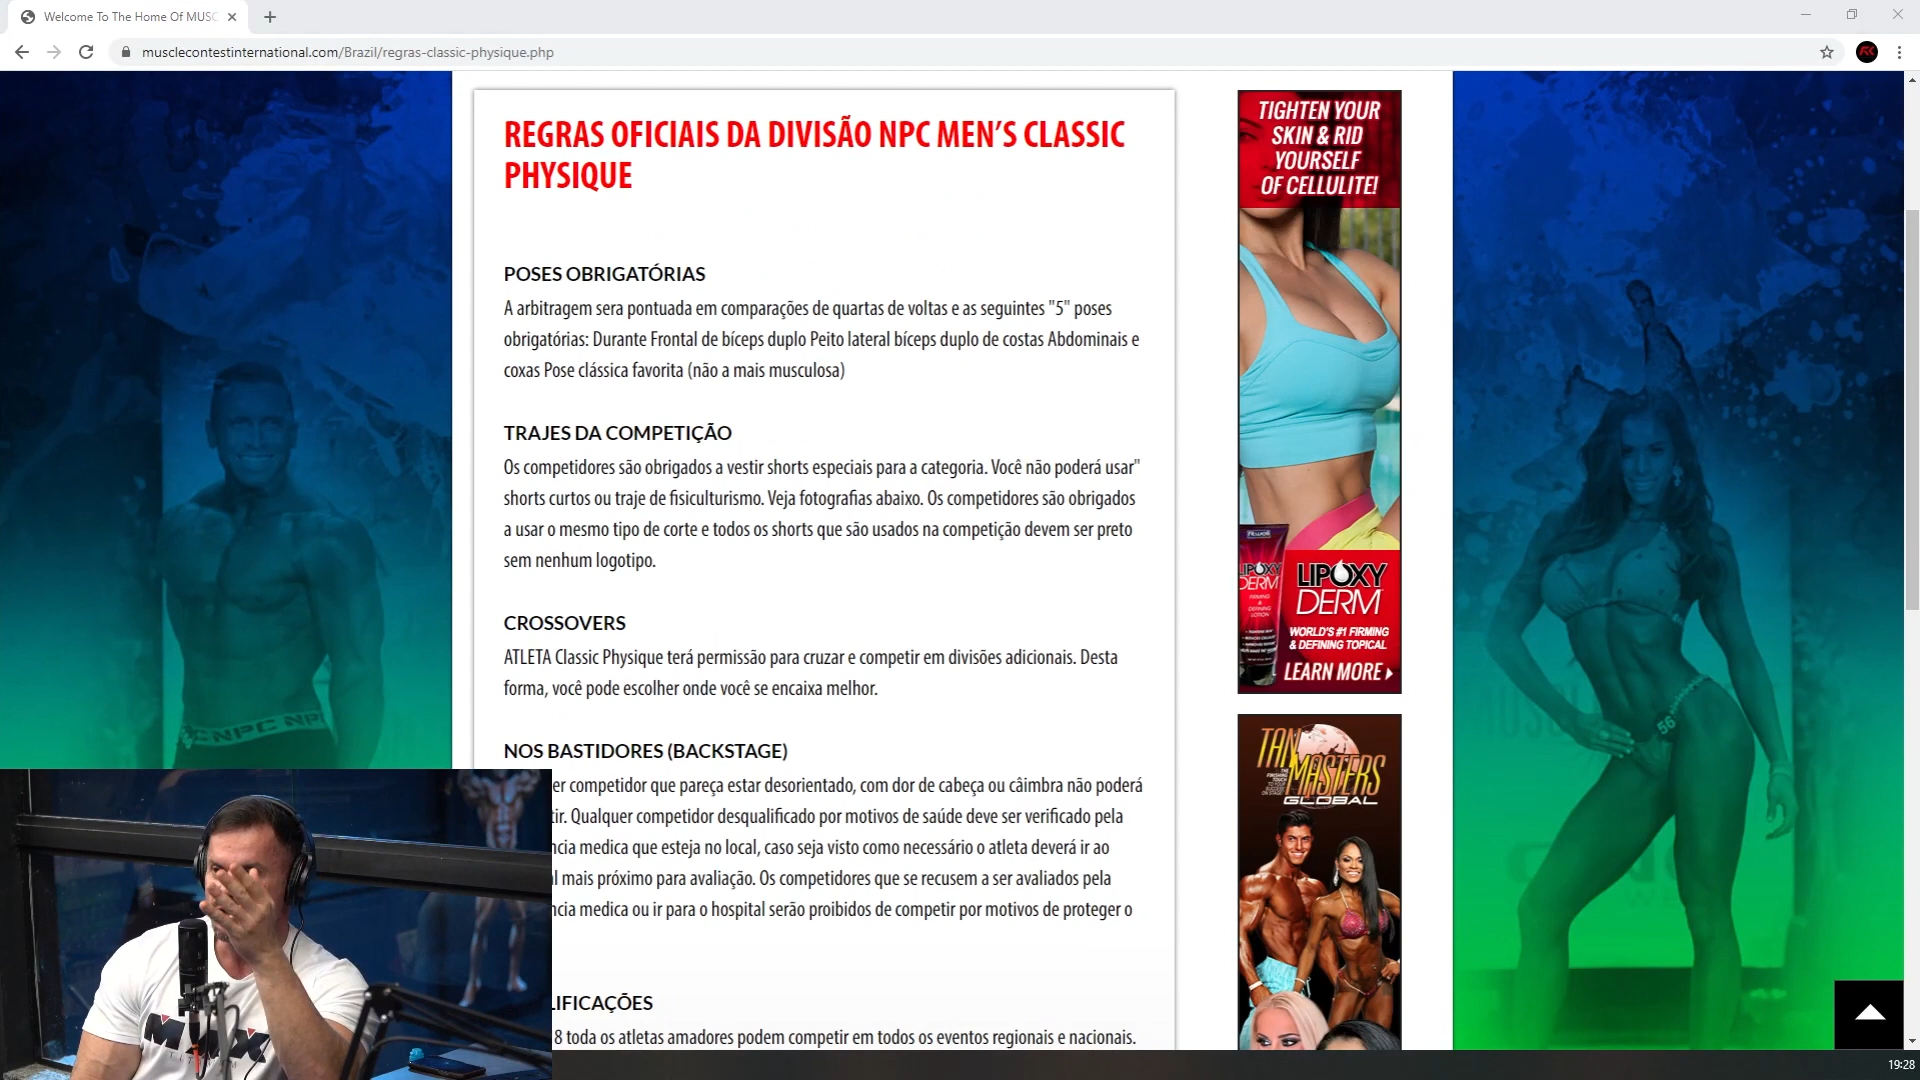 Welcome To The Home Of MUSC
musclecontestinternational.com/Brazil/regras-classic-physique.php
REGRAS OFICIAIS DA DIVISÃO NPC MEN'S CLASSIC
PHYSIQUE
POSES OBRIGATÓRIAS
A arbitragem sera pontuada em comparações de quartas de voltas e as seguintes "5" poses
obrigatórias: Durante Frontal de bíceps duplo Peito lateral bíceps duplo de costas Abdominais e
coxas Pose clássica favorita (não a mais musculosa)
TRAJES DA COMPETIÇÃO
Os competidores são obrigados a vestir shorts especiais para a categoria. Você não poderá usar"
shorts curtos ou traje de fisiculturismo. Veja fotografias abaixo. Os competidores são obrigados
a usar o mesmo tipo de corte e todos os shorts que são usados na competição devem ser preto
sem nenhum logotipo.
CROSSOVERS
ATLETA Classic Physique terá permissão para cruzar e competir em divisões adicionais. Desta
forma, você pode escolher onde você se encaixa melhor.
NOS BASTIDORES (BACKSTAGE)
er competidor que pareça estar desorientado, com dor de cabeça ou câimbra não poderá
tir. Qualquer competidor desqualificado por motivos de saúde deve ser verificado pela
ncia medica que esteja no local, caso seja visto como necessário o atleta deverá ir ao
l mais próximo para avaliação. Os competidores que se recusem a ser avaliados pela
ncia medica ou ir para o hospital serão proibidos de competir por motivos de proteger o
LIFICAÇÕES
8 toda os atletas amadores podem competir em todos os eventos regionais e nacionais.
TIGHTEN YOUR
SKIN & RID
YOURSELF
OF CELLULITE!
LIPOXY
DERM
WORLD'S #1 FIRMING
& DEFINING TOPICAL
LEARN MORE
TAN
MASTERS
GLOBAL
NPC NP
56
19:28